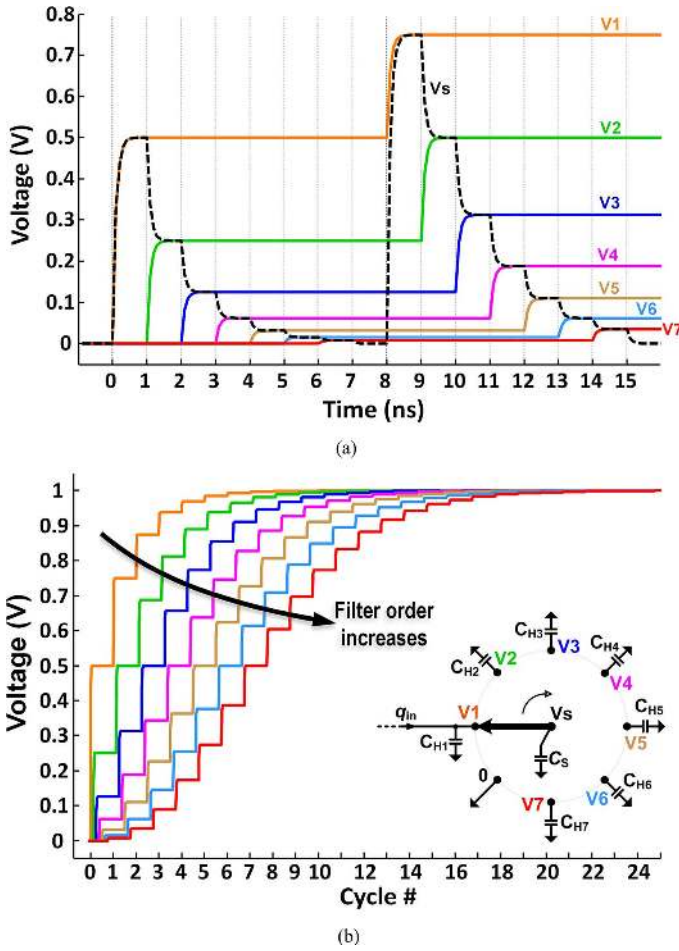 0.8
0.7
0.6
0.5
0.4
0.3
0.2
0.1
0
Voltage (V)
V1
Vs
V2
V3
V4
V5
V6
V7
0 1 2 3 4 5 6 7 8 9 10 11 12 13 14 15
Time (ns)
(a)
1
0.9
0.8
0.7
0.6
0.5
0.4
0.3
0.2
0.1
0
Voltage (V)
Filter order
increases
CH3
V3
CH2
V2
CH4
V4
qin
V1
CH1
Vs
CS
CH5
V5
0
V7
CH7
V6
CH6
0 1 2 3 4 5 6 7 8 9 10 12 14 16 18 20 22 24
Cycle #
(b)